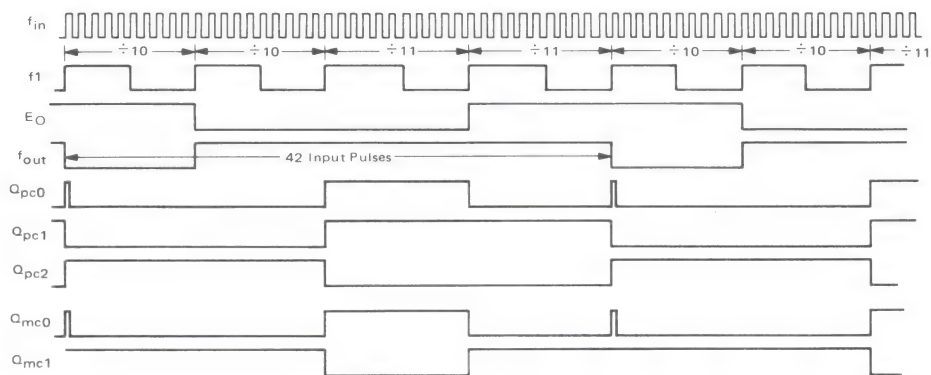 fin
÷10 ÷10 ÷11 ÷11 ÷10 ÷10 ÷11
f1
EO
fout
42 Input Pulses
Qpc0
Qpc1
Qpc2
Qmc0
Qmc1